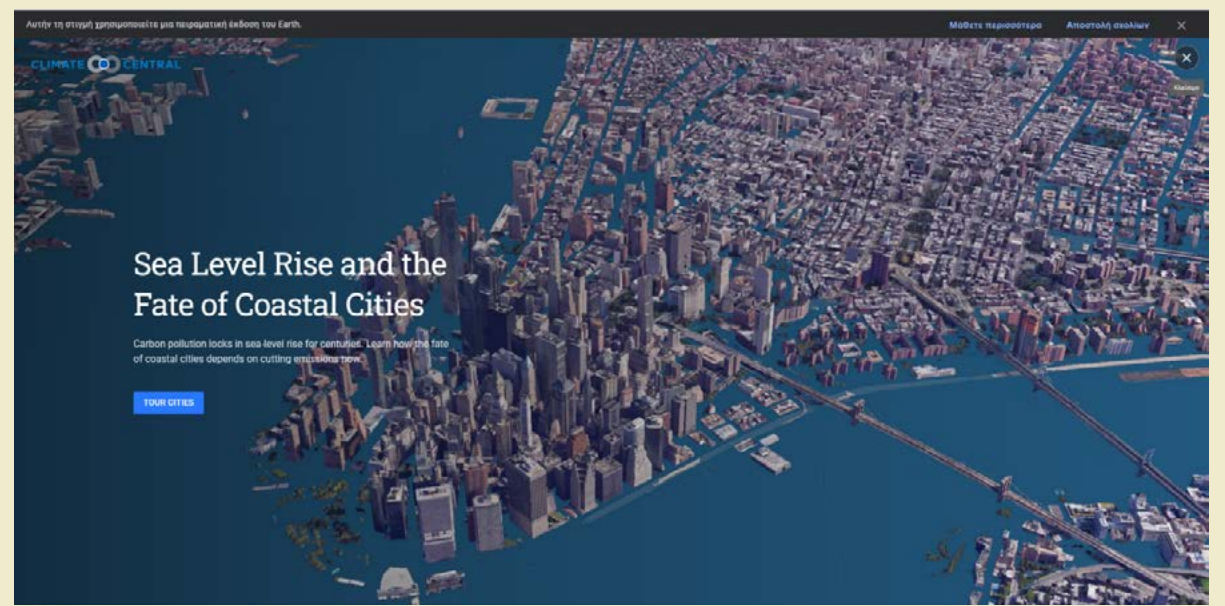 Αυτήν τη στιγμή χρησιμοποιείτε μια πειραματική έκδοση του Earth. Μάθετε περισσότερα Αποστολή σχολίων
CLIMATE CENTRAL
Κλείσιμο
Sea Level Rise and the
Fate of Coastal Cities
Carbon pollution locks in sea-level rise for centuries. Learn how the fate
of coastal cities depends on cutting emissions now.
TOUR CITIES